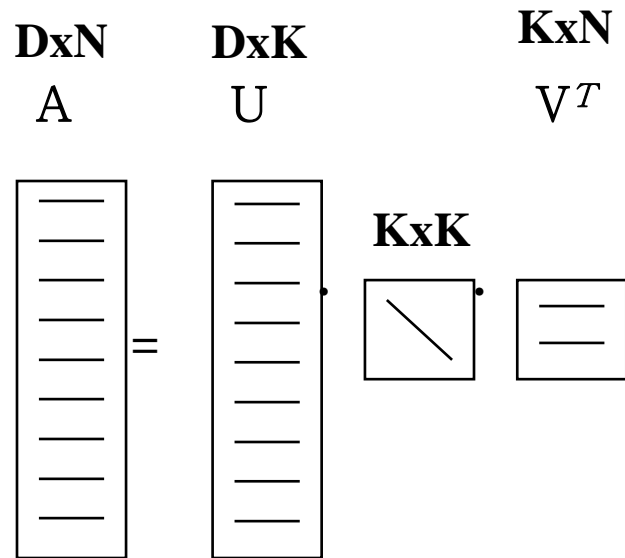 DxN DxK KxN
A U V^T
KxK
= · ·